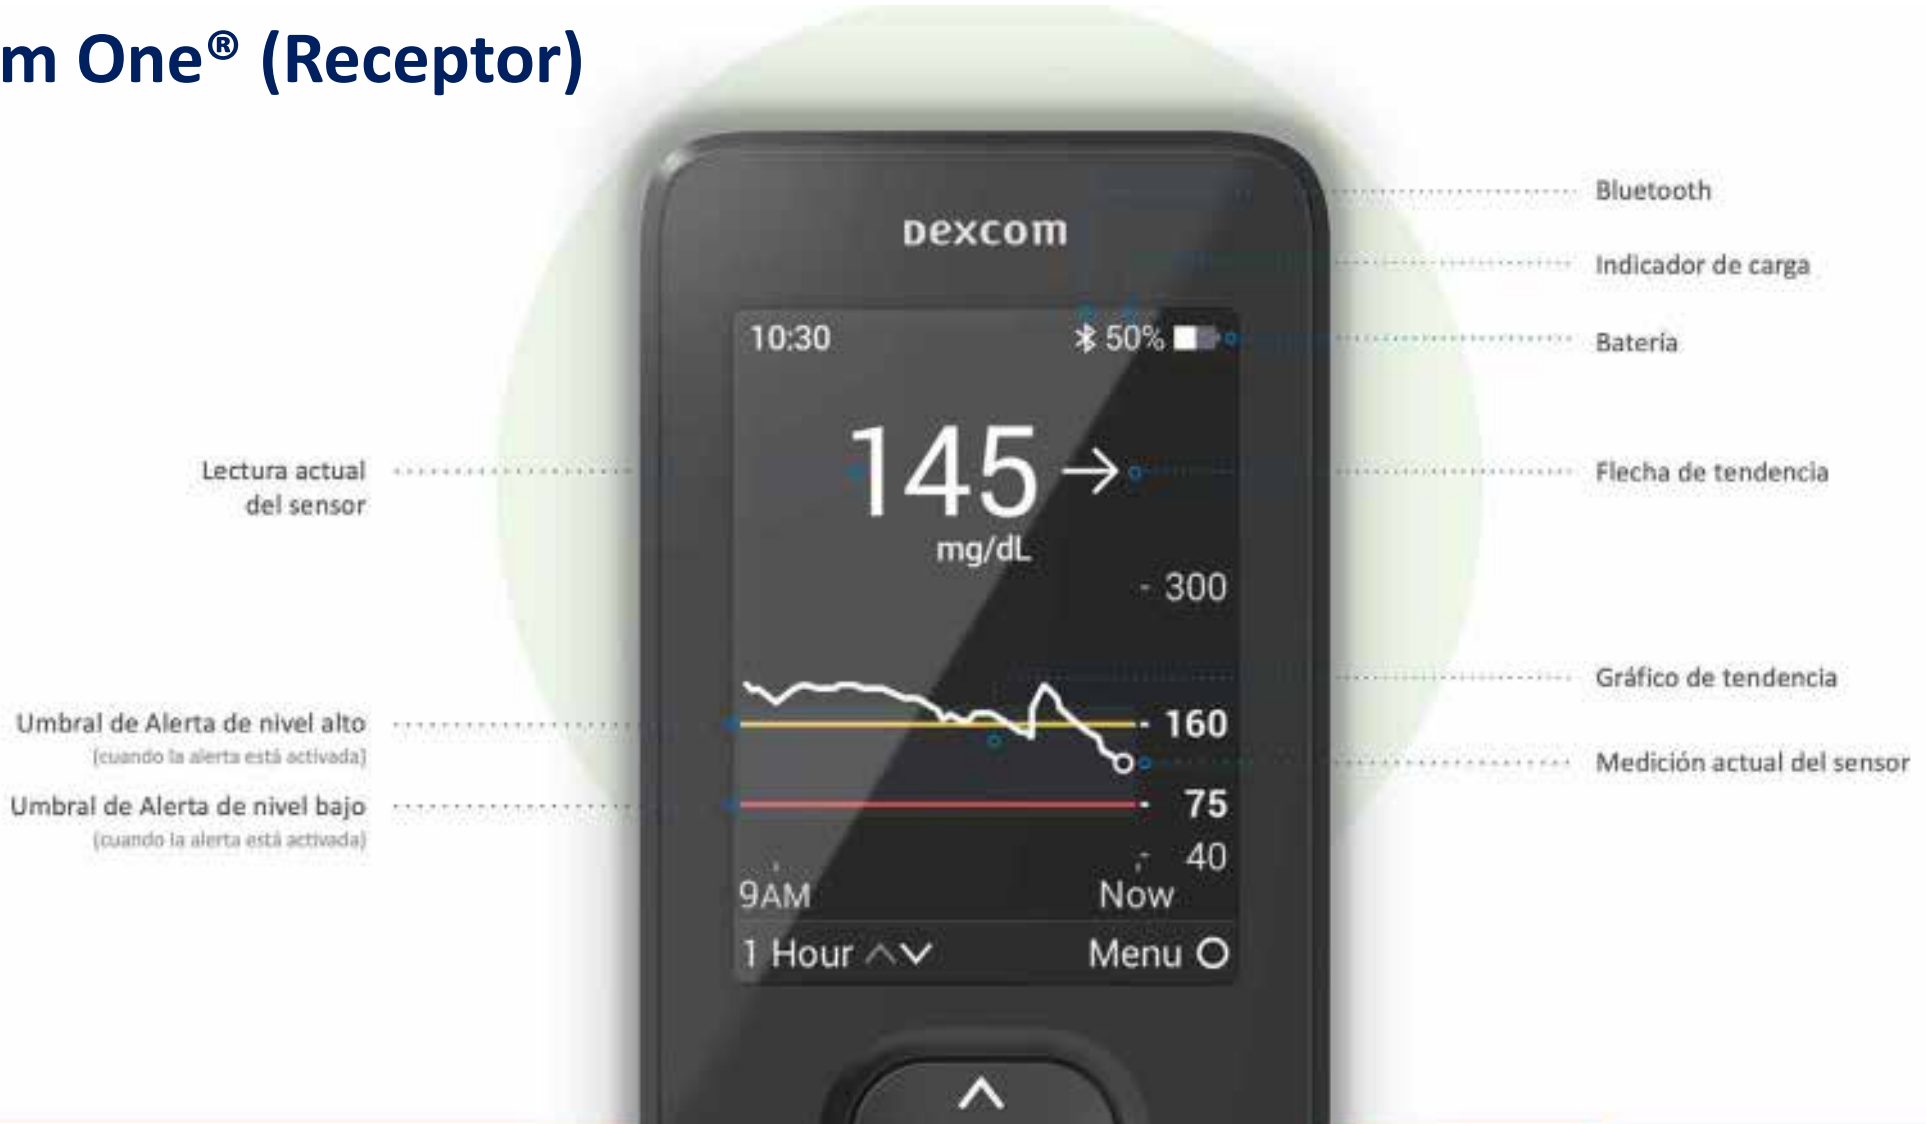 m One® (Receptor)
Dexcom
10:30
50%
145
mg/dL
300
160
75
40
9AM
Now
1 Hour
Menu
Lectura actual
del sensor
Umbral de Alerta de nivel alto
(cuando la alerta está activada)
Umbral de Alerta de nivel bajo
(cuando la alerta está activada)
Bluetooth
Indicador de carga
Batería
Flecha de tendencia
Gráfico de tendencia
Medición actual del sensor